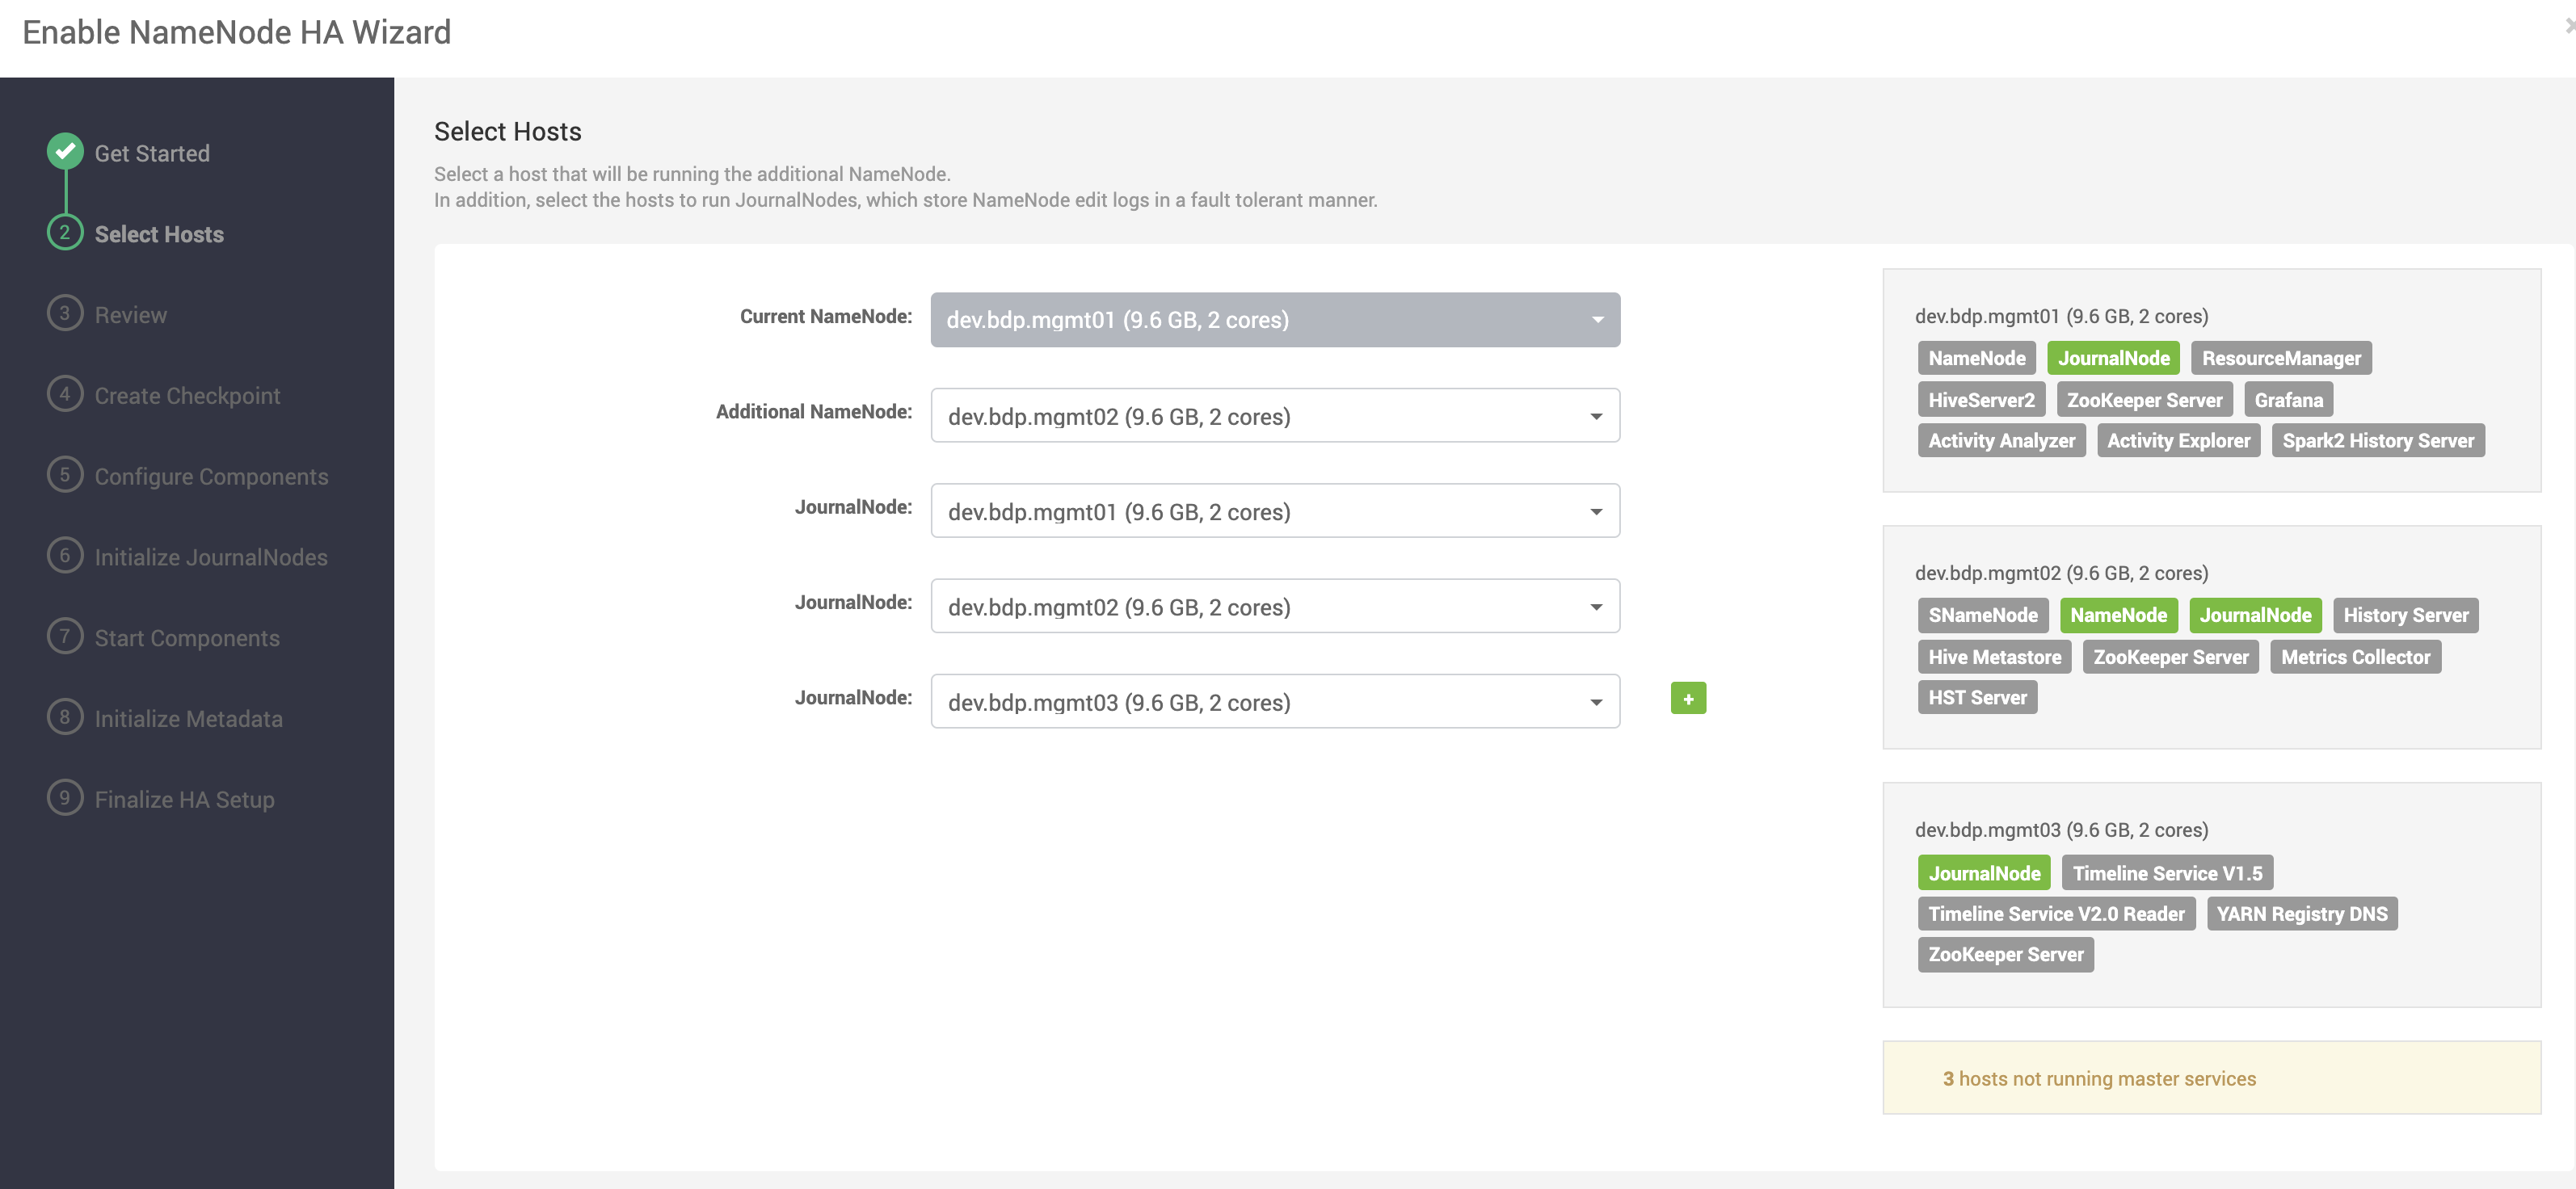 Enable NameNode HA Wizard
Get Started
2 Select Hosts
3 Review
4 Create Checkpoint
5 Configure Components
6 Initialize JournalNodes
7 Start Components
8 Initialize Metadata
9 Finalize HA Setup
Select Hosts
Select a host that will be running the additional NameNode.
In addition, select the hosts to run JournalNodes, which store NameNode edit logs in a fault tolerant manner.
Current NameNode: dev.bdp.mgmt01 (9.6 GB, 2 cores)
Additional NameNode: dev.bdp.mgmt02 (9.6 GB, 2 cores)
JournalNode: dev.bdp.mgmt01 (9.6 GB, 2 cores)
JournalNode: dev.bdp.mgmt02 (9.6 GB, 2 cores)
JournalNode: dev.bdp.mgmt03 (9.6 GB, 2 cores) +
dev.bdp.mgmt01 (9.6 GB, 2 cores)
NameNode JournalNode ResourceManager
HiveServer2 ZooKeeper Server Grafana
Activity Analyzer Activity Explorer Spark2 History Server
dev.bdp.mgmt02 (9.6 GB, 2 cores)
SNameNode NameNode JournalNode History Server
Hive Metastore ZooKeeper Server Metrics Collector
HST Server
dev.bdp.mgmt03 (9.6 GB, 2 cores)
JournalNode Timeline Service V1.5
Timeline Service V2.0 Reader YARN Registry DNS
ZooKeeper Server
3 hosts not running master services